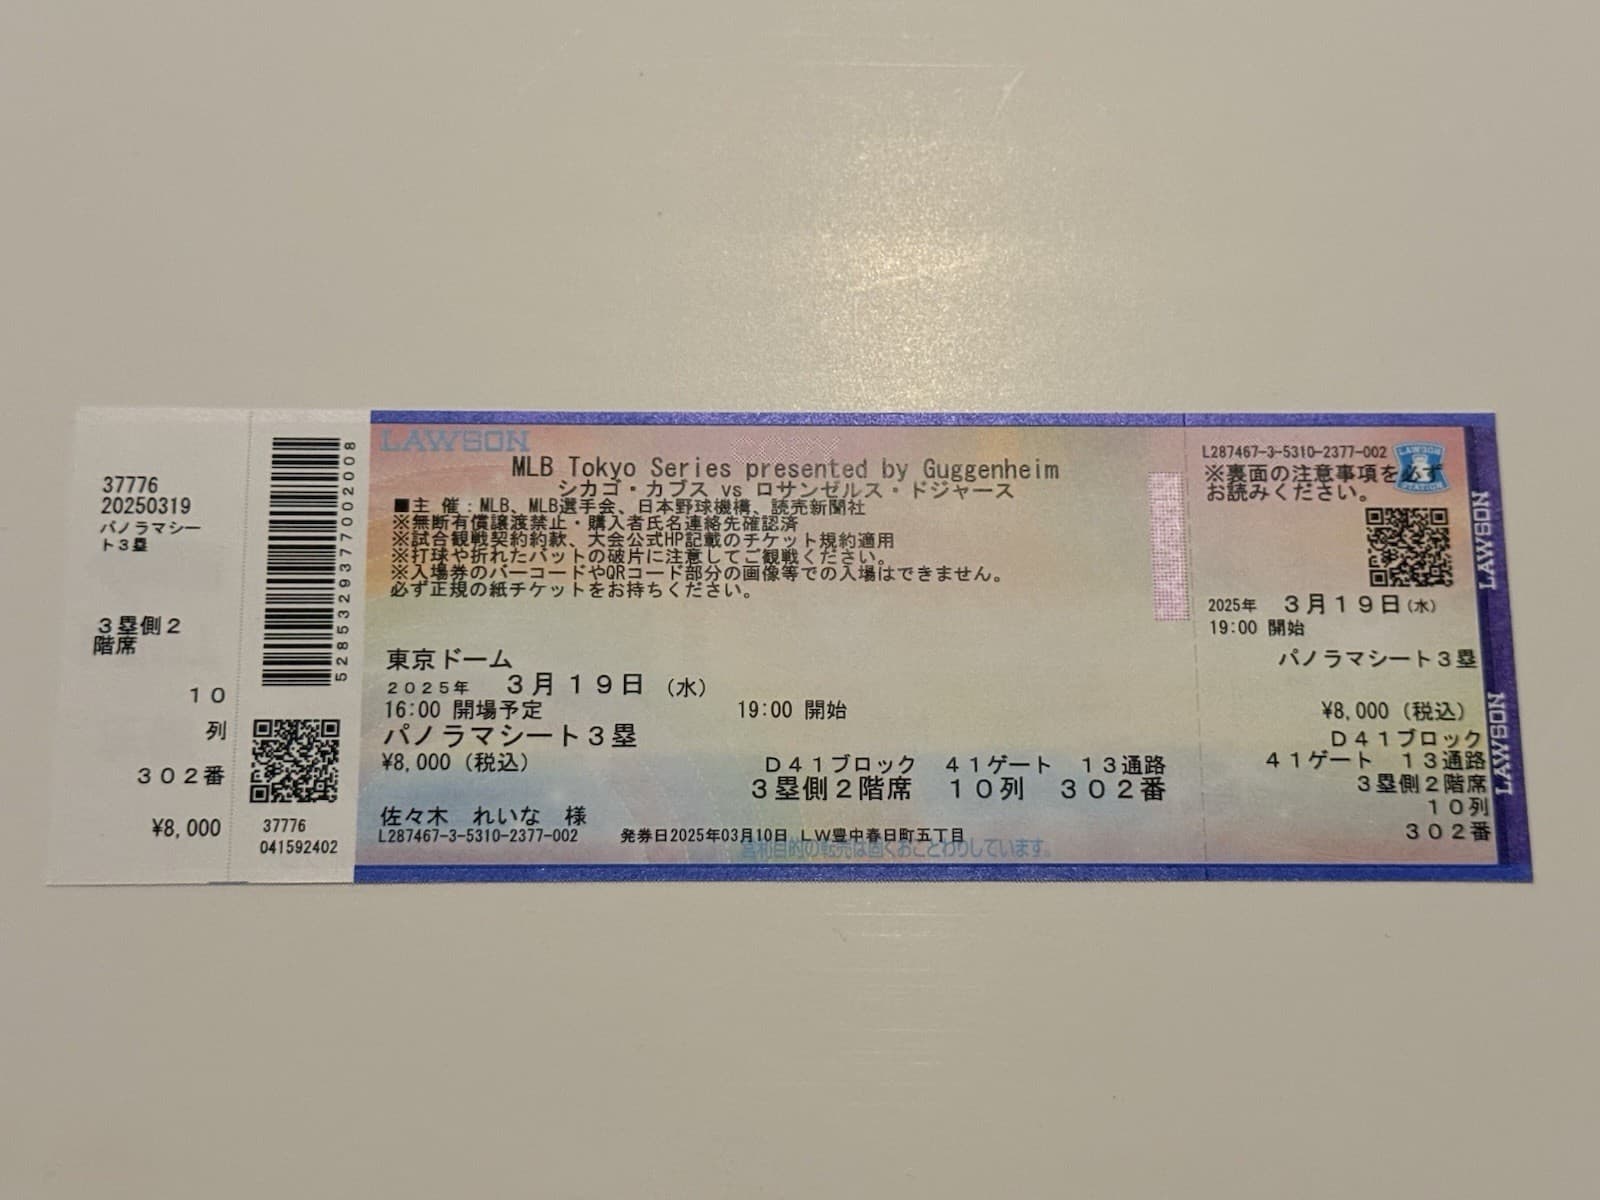 37776
20250319
パノラマシー
ト3塁
3塁側2
階席
10
列
302番
¥8,000
5285329377002008
37776
041592402
LAWSON
MLB Tokyo Series presented by Guggenheim
シカゴ・カブス vs ロサンゼルス・ドジャース
■主 催：MLB、MLB選手会、日本野球機構、読売新聞社
※無断有償譲渡禁止・購入者氏名連絡先確認済
※試合観戦契約約款、大会公式HP記載のチケット規約適用
※打球や折れたバットの破片に注意してご観戦ください。
※入場券のバーコードやQRコード部分の画像等での入場はできません。
必ず正規の紙チケットをお持ちください。
東京ドーム
2025年 3月19日 (水)
16:00 開場予定 19:00 開始
パノラマシート3塁
¥8,000 (税込) D41ブロック 41ゲート 13通路
3塁側2階席 10列 302番
佐々木 れいな 様
L287467-3-5310-2377-002 発券日2025年03月10日 LW豊中春日町五丁目
営利目的の転売は固くおことわりしています。
L287467-3-5310-2377-002
※裏面の注意事項を必ず
お読みください。
LAWSON
STATION
2025年 3月19日(水)
19:00 開始
パノラマシート3塁
¥8,000 (税込)
D41ブロック
41ゲート 13通路
3塁側2階席
10列
302番
LAWSON
LAWSON